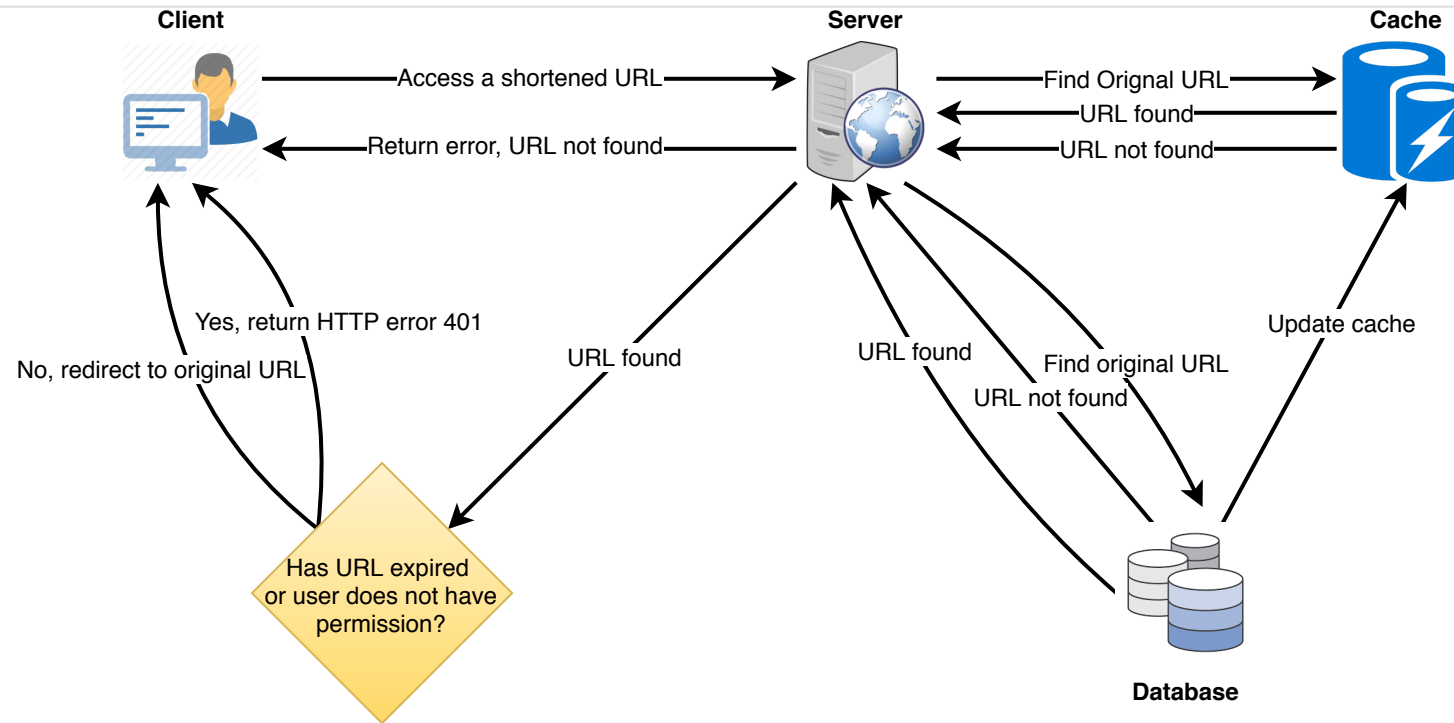 Client
Server
Cache
Access a shortened URL
Find Orignal URL
URL found
Return error, URL not found
URL not found
Yes, return HTTP error 401
No, redirect to original URL
URL found
URL found
Find original URL
URL not found
Update cache
Has URL expired
or user does not have
permission?
Database